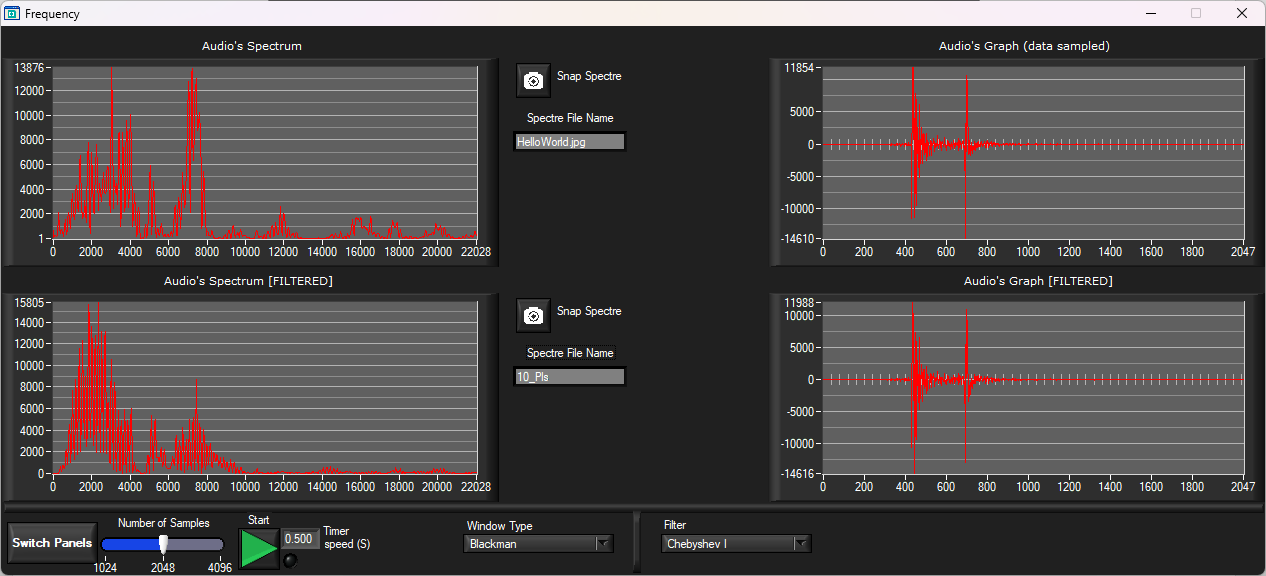 Frequency
Audio's Spectrum
13876
12000
10000
8000
6000
4000
2000
1
0 2000 4000 6000 8000 10000 12000 14000 16000 18000 20000 22028
Snap Spectre
Spectre File Name
HelloWorld.jpg
Audio's Graph (data sampled)
11854
5000
0
-5000
-10000
-14610
0 200 400 600 800 1000 1200 1400 1600 1800 2047
Audio's Spectrum [FILTERED]
15805
14000
12000
10000
8000
6000
4000
2000
0
0 2000 4000 6000 8000 10000 12000 14000 16000 18000 20000 22028
Snap Spectre
Spectre File Name
10_Pls
Audio's Graph [FILTERED]
11988
10000
5000
0
-5000
-10000
-14616
0 200 400 600 800 1000 1200 1400 1600 1800 2047
Switch Panels
Number of Samples
1024 2048 4096
Start
0.500
Timer
speed (S)
Window Type
Blackman
Filter
Chebyshev I